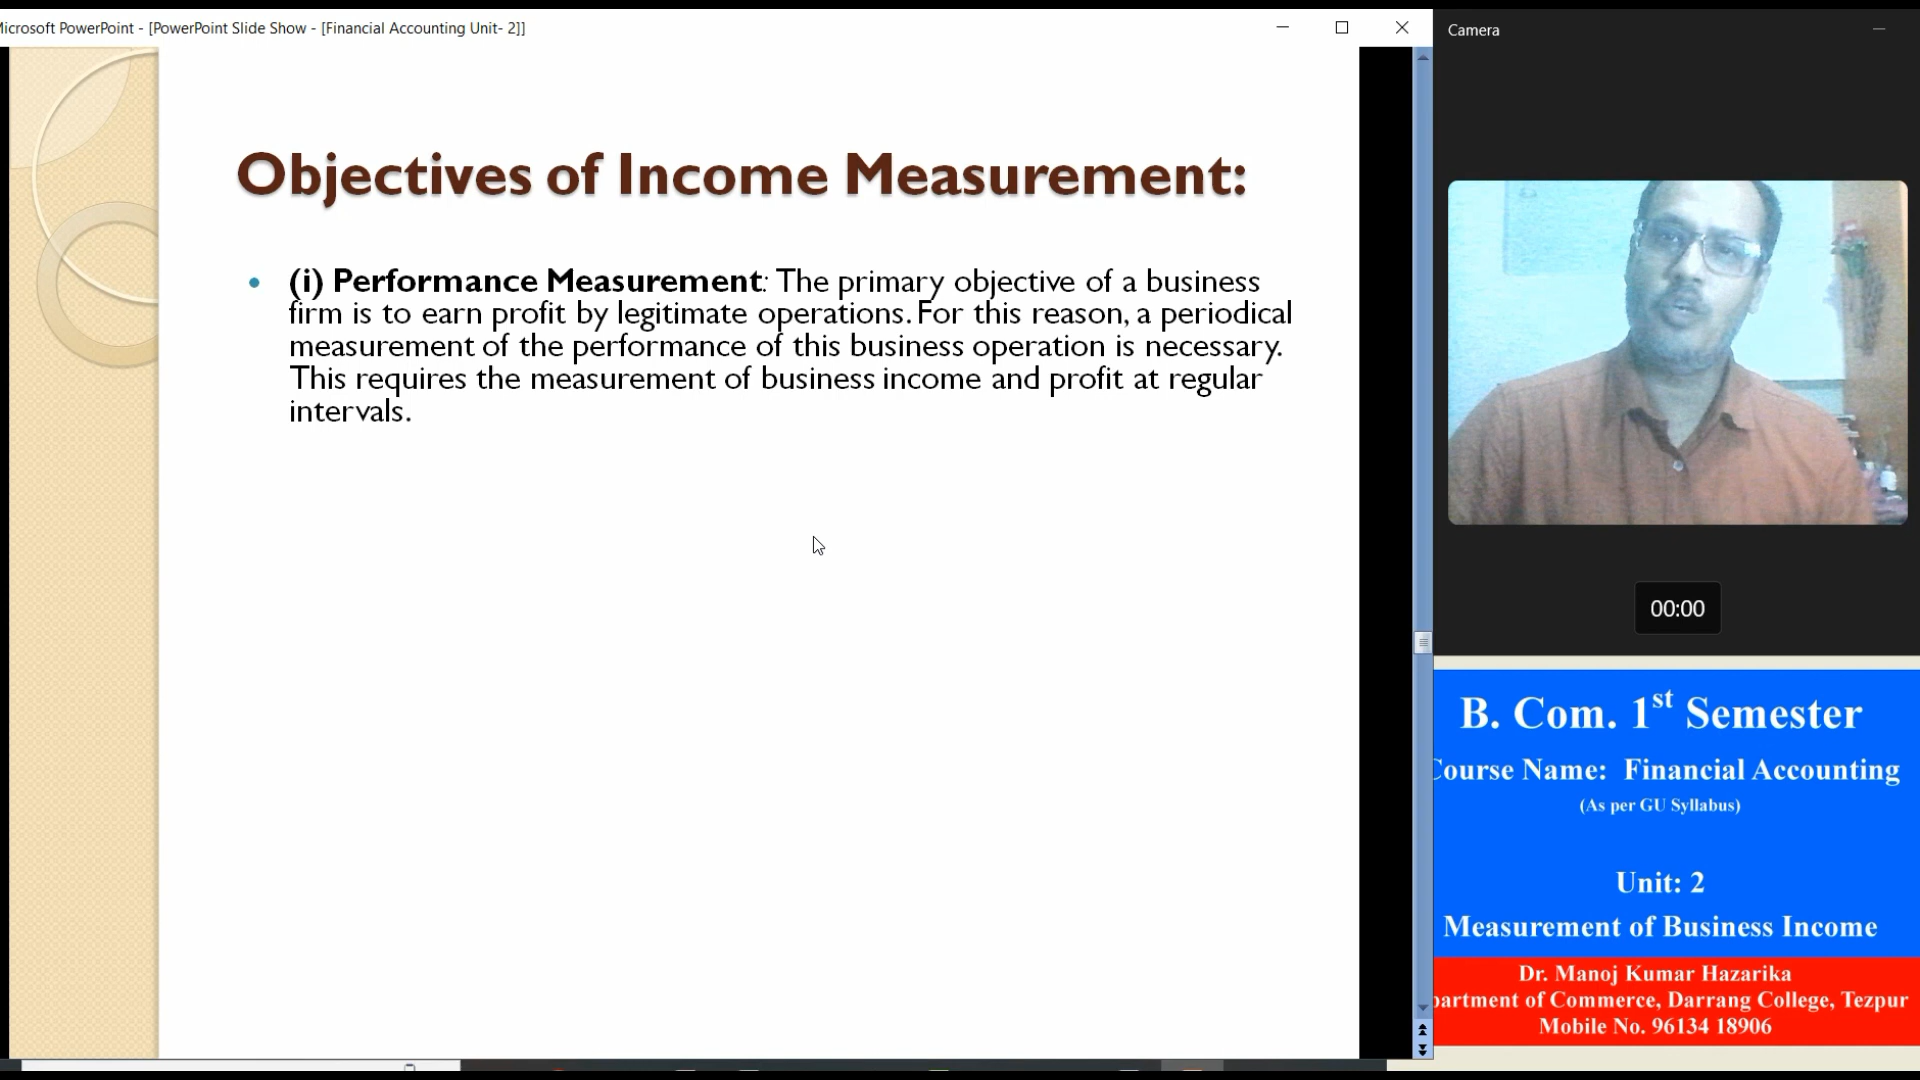 Microsoft PowerPoint - [PowerPoint Slide Show - [Financial Accounting Unit- 2]]
Objectives of Income Measurement:
• (i) Performance Measurement: The primary objective of a business
firm is to earn profit by legitimate operations. For this reason, a periodical
measurement of the performance of this business operation is necessary.
This requires the measurement of business income and profit at regular
intervals.
Camera
00:00
B. Com. 1st Semester
Course Name: Financial Accounting
(As per GU Syllabus)
Unit: 2
Measurement of Business Income
Dr. Manoj Kumar Hazarika
partment of Commerce, Darrang College, Tezpur
Mobile No. 96134 18906